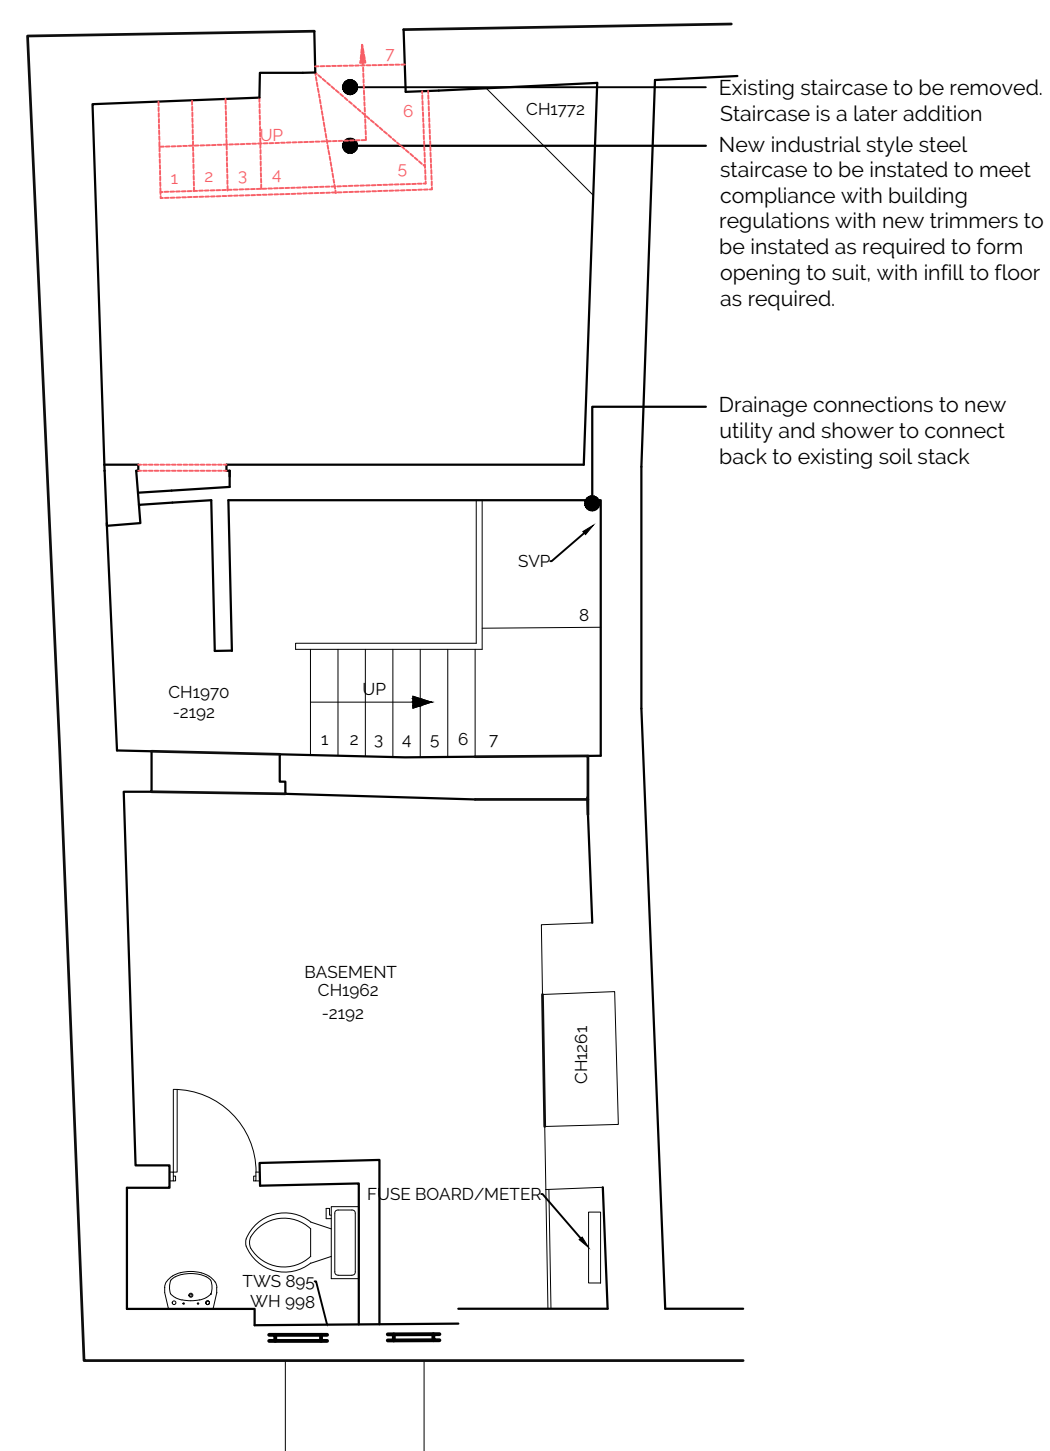 7
Existing staircase to be removed.
Staircase is a later addition
6
CH1772
UP
New industrial style steel
staircase to be instated to meet
compliance with building
regulations with new trimmers to
be instated as required to form
opening to suit, with infill to floor
as required.
1 2 3 4 5
Drainage connections to new
utility and shower to connect
back to existing soil stack
SVP
8
CH1970
-2192
UP
1 2 3 4 5 6 7
BASEMENT
CH1962
-2192
CH1261
FUSE BOARD/METER
TWS 895
WH 998